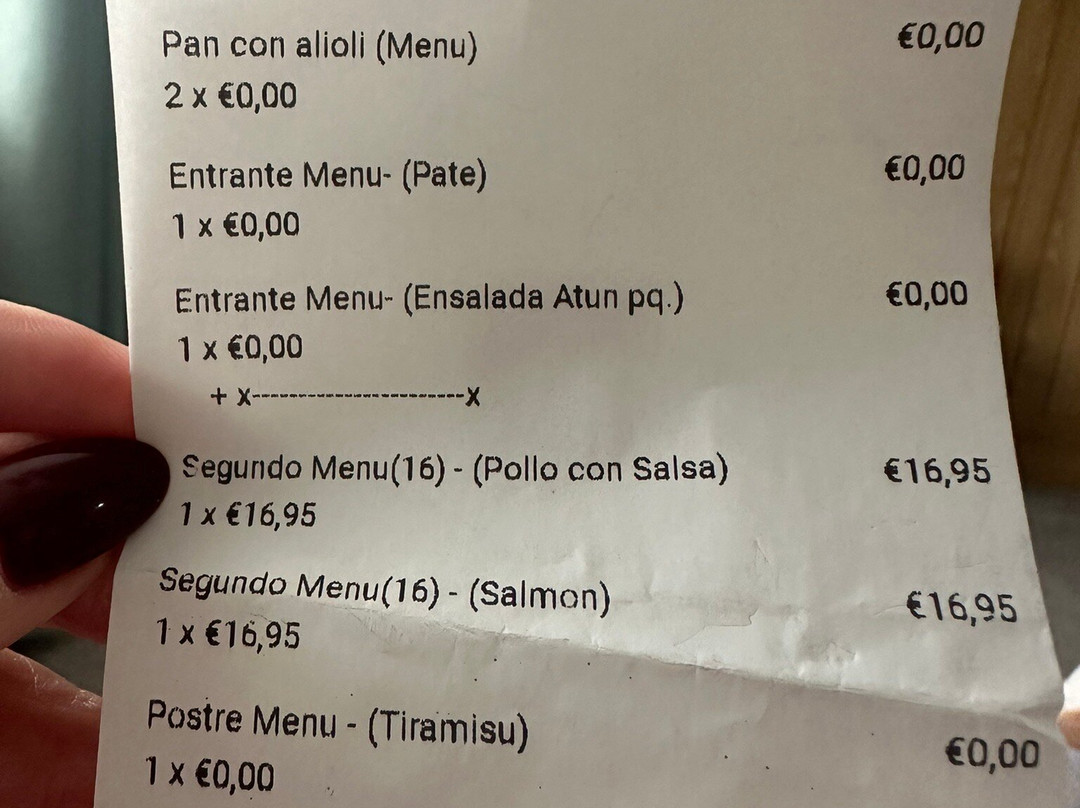 Pan con alioli (Menu) €0,00
2 x €0,00
Entrante Menu- (Pate) €0,00
1 x €0,00
Entrante Menu- (Ensalada Atun pq.) €0,00
1 x €0,00
+ x-----------------------x
Segundo Menu(16) - (Pollo con Salsa) €16,95
1 x €16,95
Segundo Menu(16) - (Salmon) €16,95
1 x €16,95
Postre Menu - (Tiramisu) €0,00
1 x €0,00